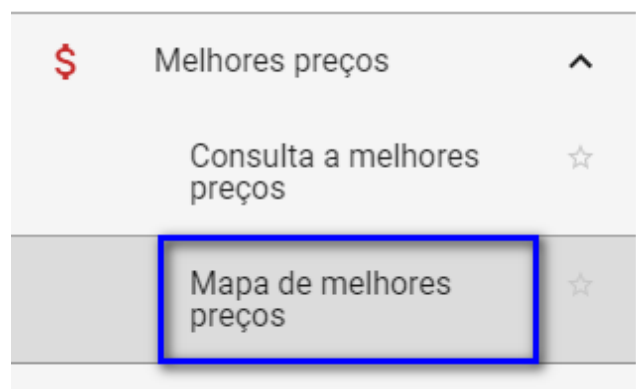 $ Melhores preços
Consulta a melhores
preços
Mapa de melhores
preços